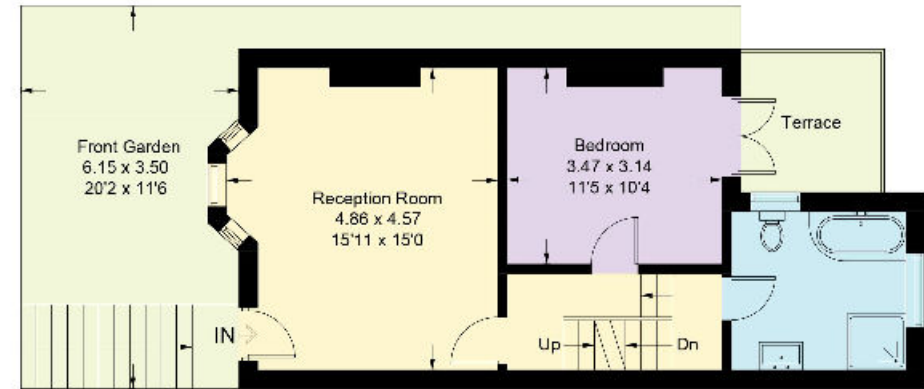 Front Garden
6.15 x 3.50
20'2 x 11'6
Reception Room
4.86 x 4.57
15'11 x 15'0
Bedroom
3.47 x 3.14
11'5 x 10'4
Terrace
IN
Up
Dn